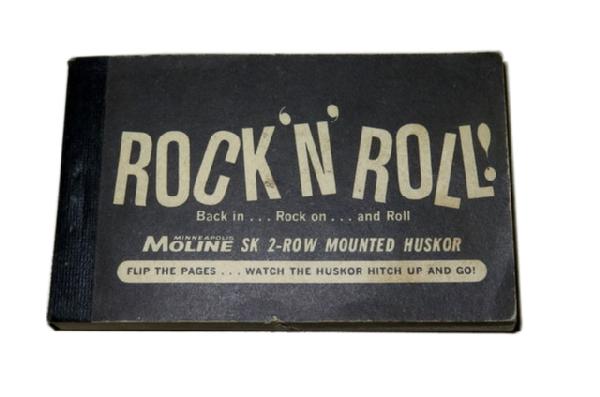 ROCK 'N' ROLL!
Back in . . . Rock on . . . and Roll
MINNEAPOLIS
MOLINE SK 2-ROW MOUNTED HUSKOR
FLIP THE PAGES . . . WATCH THE HUSKOR HITCH UP AND GO!